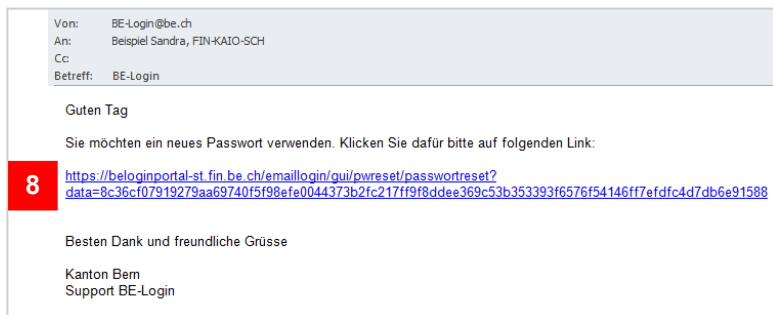 Von: BE-Login@be.ch
An: Beispiel Sandra, FIN-KAIO-SCH
Cc:
Betreff: BE-Login
Guten Tag
Sie möchten ein neues Passwort verwenden. Klicken Sie dafür bitte auf folgenden Link:
8
https://beloginportal-st.fin.be.ch/emaillogin/gui/pwreset/passwortreset?
data=8c36cf07919279aa69740f5f98efe0044373b2fc217ff9f8ddee369c53b353393f6576f54146ff7efdfc4d7db6e91588
Besten Dank und freundliche Grüsse
Kanton Bern
Support BE-Login